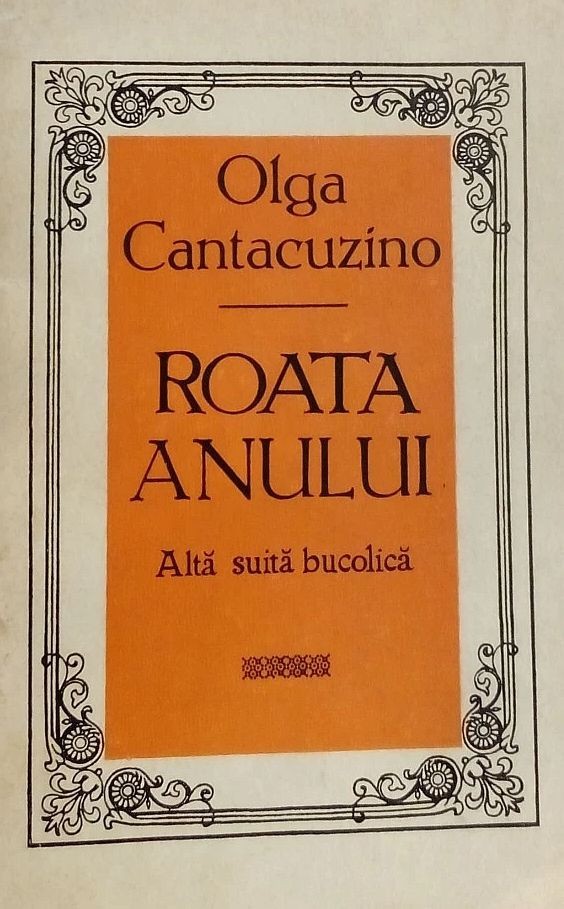 Olga
Cantacuzino
ROATA
ANULUI
Altă suită bucolică